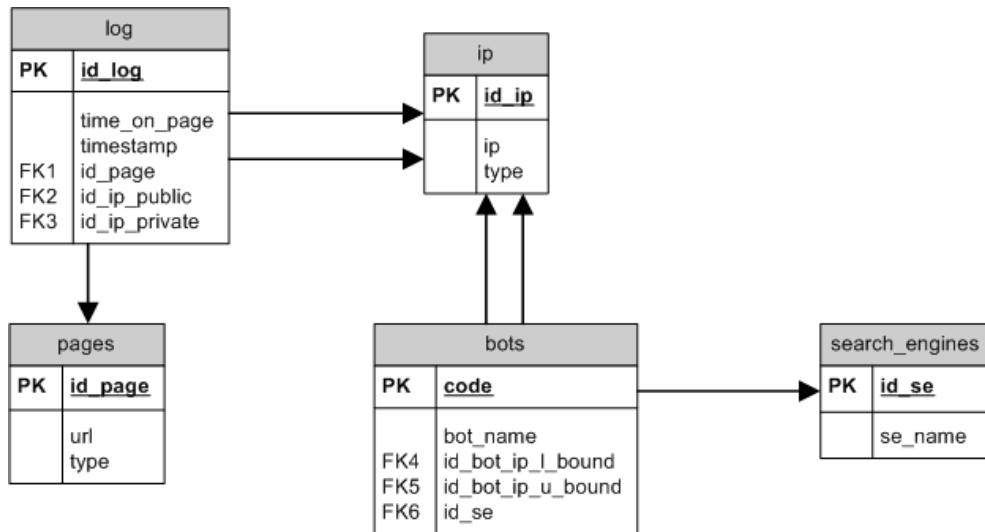 log
PK id_log
time_on_page
timestamp
FK1 id_page
FK2 id_ip_public
FK3 id_ip_private
ip
PK id_ip
ip
type
pages
PK id_page
url
type
bots
PK code
bot_name
FK4 id_bot_ip_l_bound
FK5 id_bot_ip_u_bound
FK6 id_se
search_engines
PK id_se
se_name